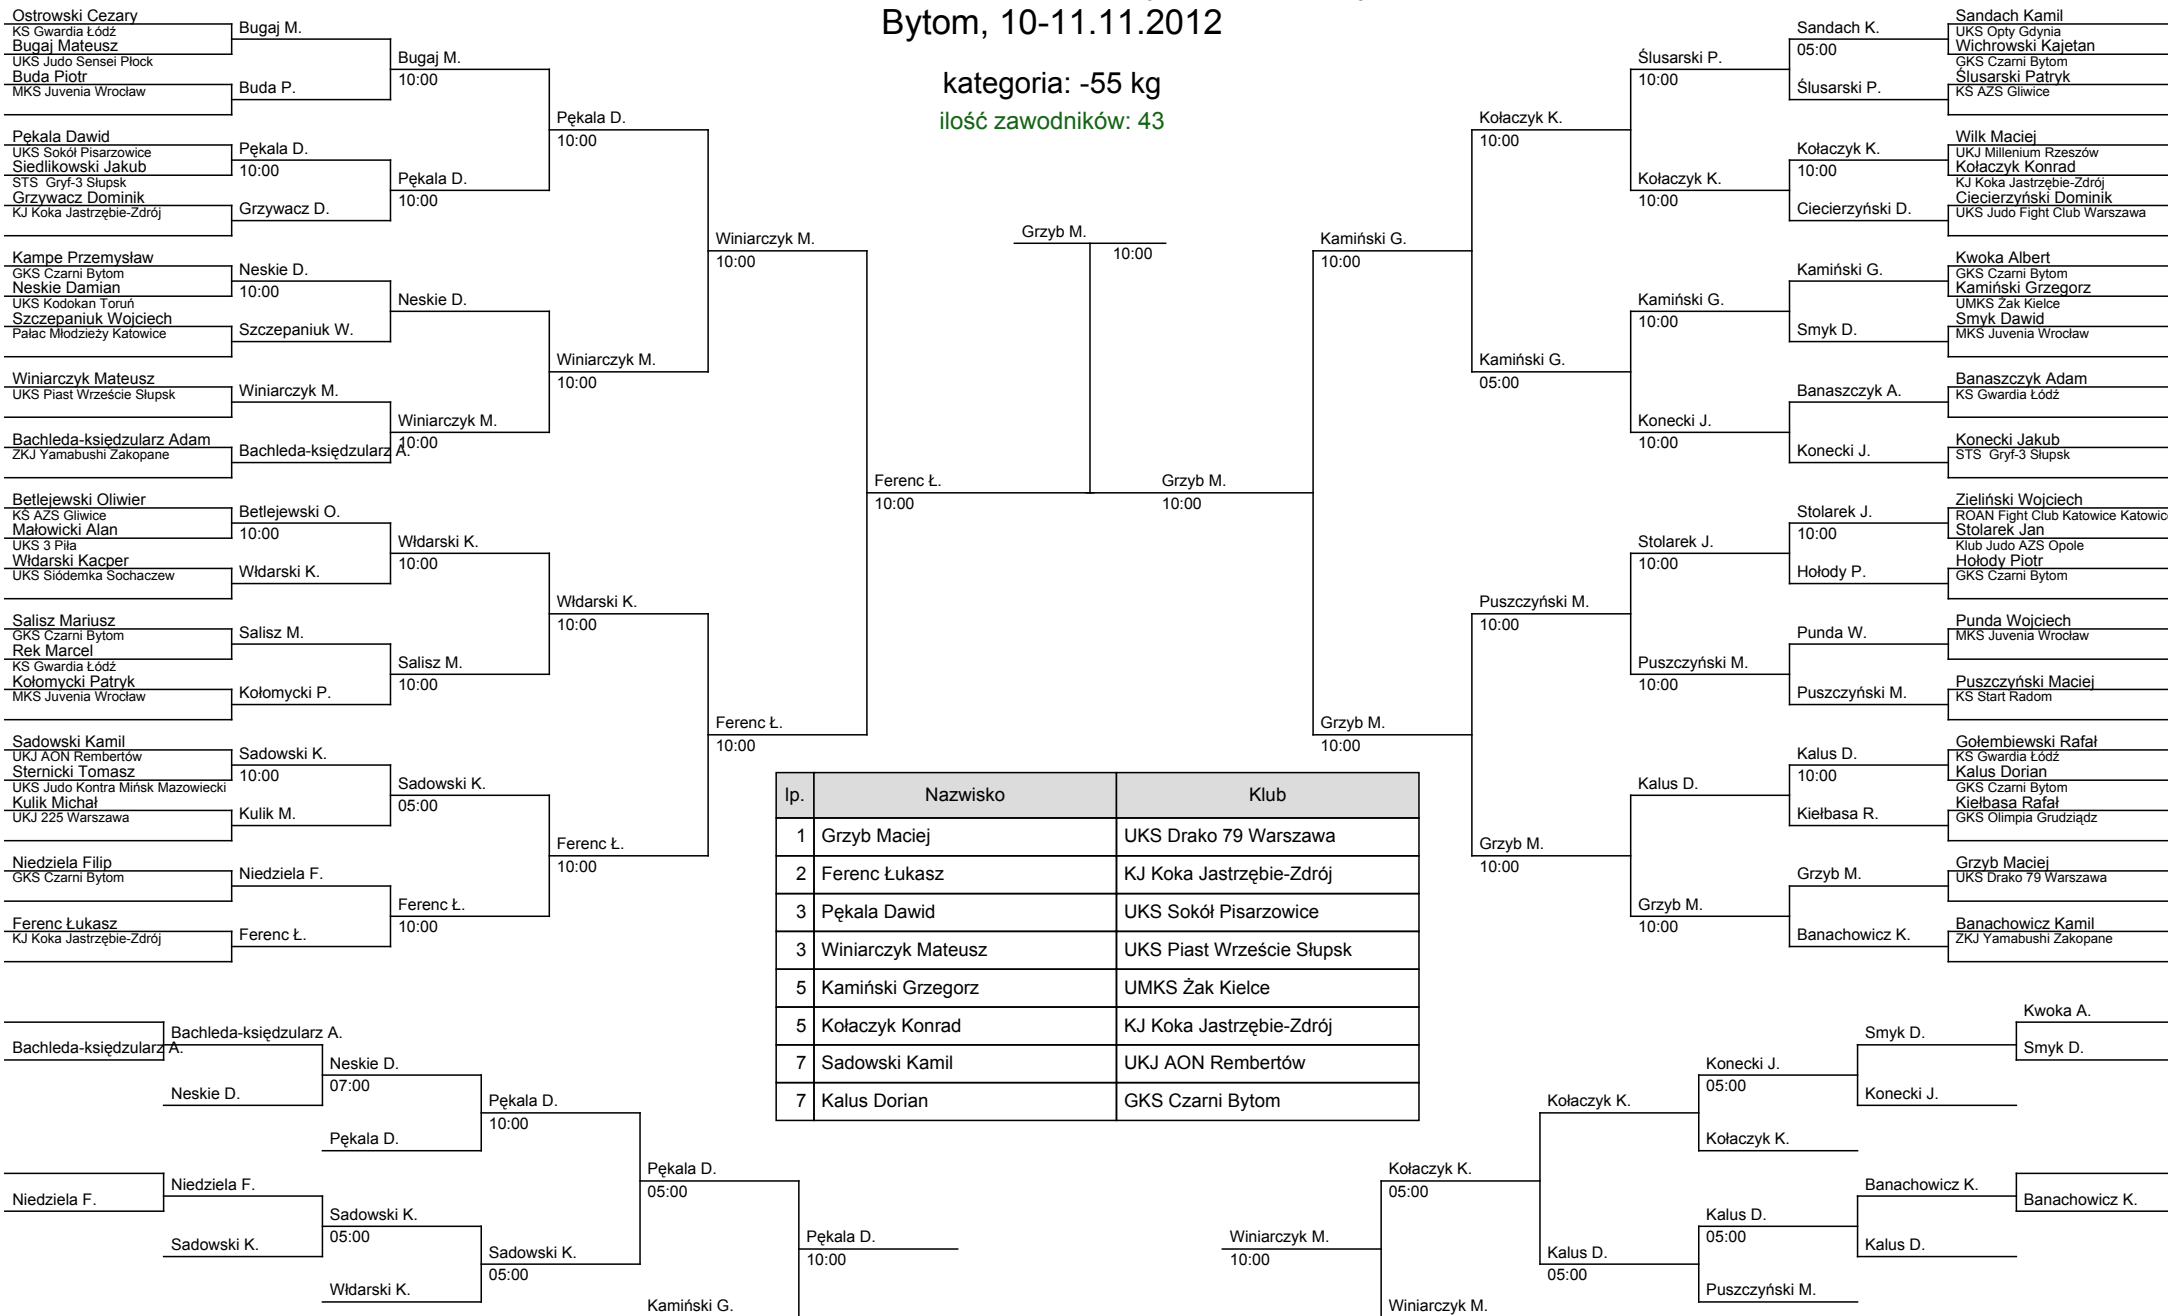 Bytom, 10-11.11.2012
kategoria: -55 kg
ilość zawodników: 43
Ostrowski Cezary
KS Gwardia Łódź
Bugaj Mateusz
UKS Judo Sensei Płock
Buda Piotr
MKS Juvenia Wrocław
Pękala Dawid
UKS Sokół Pisarzowice
Siedlikowski Jakub
STS Gryf-3 Słupsk
Grzywacz Dominik
KJ Koka Jastrzębie-Zdrój
Kampe Przemysław
GKS Czarni Bytom
Neskie Damian
UKS Kodokan Toruń
Szczepaniuk Wojciech
Pałac Młodzieży Katowice
Winiarczyk Mateusz
UKS Piast Wrzeście Słupsk
Bachleda-księdzularz Adam
ZKJ Yamabushi Zakopane
Betlejewski Oliwier
KS AZS Gliwice
Małowicki Alan
UKS 3 Piła
Włdarski Kacper
UKS Siódemka Sochaczew
Salisz Mariusz
GKS Czarni Bytom
Rek Marcel
KS Gwardia Łódź
Kołomycki Patryk
MKS Juvenia Wrocław
Sadowski Kamil
UKJ AON Rembertów
Sternicki Tomasz
UKS Judo Kontra Mińsk Mazowiecki
Kulik Michał
UKJ 225 Warszawa
Niedziela Filip
GKS Czarni Bytom
Ferenc Łukasz
KJ Koka Jastrzębie-Zdrój
Bugaj M.
Buda P.
Pękala D.
10:00
Grzywacz D.
Neskie D.
10:00
Szczepaniuk W.
Winiarczyk M.
Bachleda-księdzularz A.
Betlejewski O.
10:00
Włdarski K.
Salisz M.
Kołomycki P.
Sadowski K.
10:00
Kulik M.
Niedziela F.
Ferenc Ł.
Bugaj M.
10:00
Pękala D.
10:00
Neskie D.
Winiarczyk M.
10:00
Włdarski K.
10:00
Salisz M.
10:00
Sadowski K.
05:00
Ferenc Ł.
10:00
Pękala D.
10:00
Winiarczyk M.
10:00
Włdarski K.
10:00
Ferenc Ł.
10:00
Winiarczyk M.
10:00
Ferenc Ł.
10:00
Ferenc Ł.
10:00
Grzyb M.
10:00
Grzyb M.
10:00
Kamiński G.
10:00
Grzyb M.
10:00
Kołaczyk K.
10:00
Kamiński G.
05:00
Puszczyński M.
10:00
Grzyb M.
10:00
Ślusarski P.
10:00
Kołaczyk K.
10:00
Kamiński G.
10:00
Konecki J.
10:00
Stolarek J.
10:00
Puszczyński M.
10:00
Kalus D.
Grzyb M.
10:00
Sandach K.
05:00
Ślusarski P.
Kołaczyk K.
10:00
Ciecierzyński D.
Kamiński G.
Smyk D.
Banaszczyk A.
Konecki J.
Stolarek J.
10:00
Hołody P.
Punda W.
Puszczyński M.
Kalus D.
10:00
Kiełbasa R.
Grzyb M.
Banachowicz K.
Sandach Kamil
UKS Opty Gdynia
Wichrowski Kajetan
GKS Czarni Bytom
Ślusarski Patryk
KS AZS Gliwice
Wilk Maciej
UKJ Millenium Rzeszów
Kołaczyk Konrad
KJ Koka Jastrzębie-Zdrój
Ciecierzyński Dominik
UKS Judo Fight Club Warszawa
Kwoka Albert
GKS Czarni Bytom
Kamiński Grzegorz
UMKS Żak Kielce
Smyk Dawid
MKS Juvenia Wrocław
Banaszczyk Adam
KS Gwardia Łódź
Konecki Jakub
STS Gryf-3 Słupsk
Zieliński Wojciech
ROAN Fight Club Katowice Katowic
Stolarek Jan
Klub Judo AZS Opole
Hołody Piotr
GKS Czarni Bytom
Punda Wojciech
MKS Juvenia Wrocław
Puszczyński Maciej
KS Start Radom
Gołembiewski Rafał
KS Gwardia Łódź
Kalus Dorian
GKS Czarni Bytom
Kiełbasa Rafał
GKS Olimpia Grudziądz
Grzyb Maciej
UKS Drako 79 Warszawa
Banachowicz Kamil
ZKJ Yamabushi Zakopane
lp. Nazwisko Klub
1 Grzyb Maciej UKS Drako 79 Warszawa
2 Ferenc Łukasz KJ Koka Jastrzębie-Zdrój
3 Pękala Dawid UKS Sokół Pisarzowice
3 Winiarczyk Mateusz UKS Piast Wrzeście Słupsk
5 Kamiński Grzegorz UMKS Żak Kielce
5 Kołaczyk Konrad KJ Koka Jastrzębie-Zdrój
7 Sadowski Kamil UKJ AON Rembertów
7 Kalus Dorian GKS Czarni Bytom
Bachleda-księdzularz A.
Niedziela F.
Bachleda-księdzularz A.
Neskie D.
Niedziela F.
Sadowski K.
Neskie D.
07:00
Pękala D.
Sadowski K.
05:00
Włdarski K.
Pękala D.
10:00
Sadowski K.
05:00
Pękala D.
05:00
Kamiński G.
Pękala D.
10:00
Winiarczyk M.
10:00
Kołaczyk K.
05:00
Winiarczyk M.
Kołaczyk K.
Kalus D.
05:00
Konecki J.
05:00
Kołaczyk K.
Kalus D.
05:00
Puszczyński M.
Smyk D.
Konecki J.
Banachowicz K.
Kalus D.
Kwoka A.
Smyk D.
Banachowicz K.